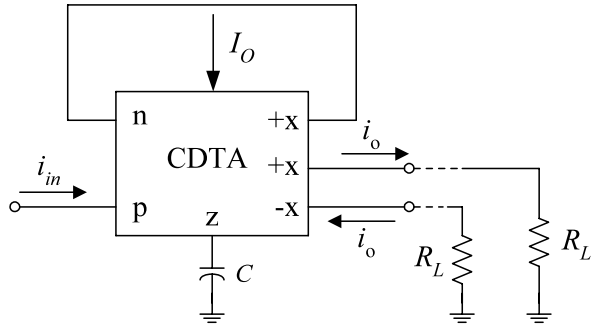 I_O
n
+x
CDTA
+x
i_o
i_in
p
z
-x
i_o
C
R_L
R_L